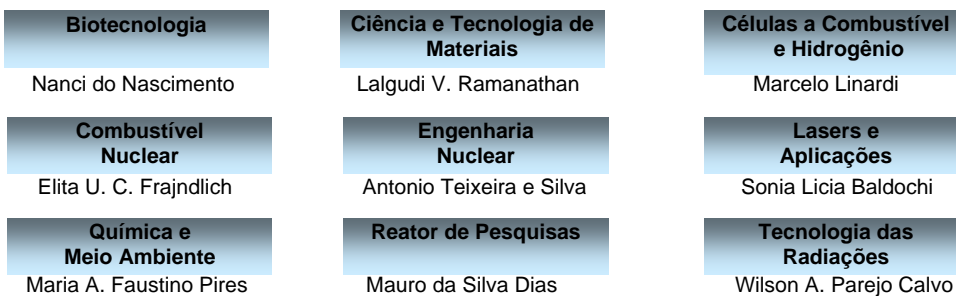 Biotecnologia
Nanci do Nascimento
Ciência e Tecnologia de
Materiais
Lalgudi V. Ramanathan
Células a Combustível
e Hidrogênio
Marcelo Linardi
Combustível
Nuclear
Elita U. C. Frajndlich
Engenharia
Nuclear
Antonio Teixeira e Silva
Lasers e
Aplicações
Sonia Licia Baldochi
Química e
Meio Ambiente
Maria A. Faustino Pires
Reator de Pesquisas
Mauro da Silva Dias
Tecnologia das
Radiações
Wilson A. Parejo Calvo